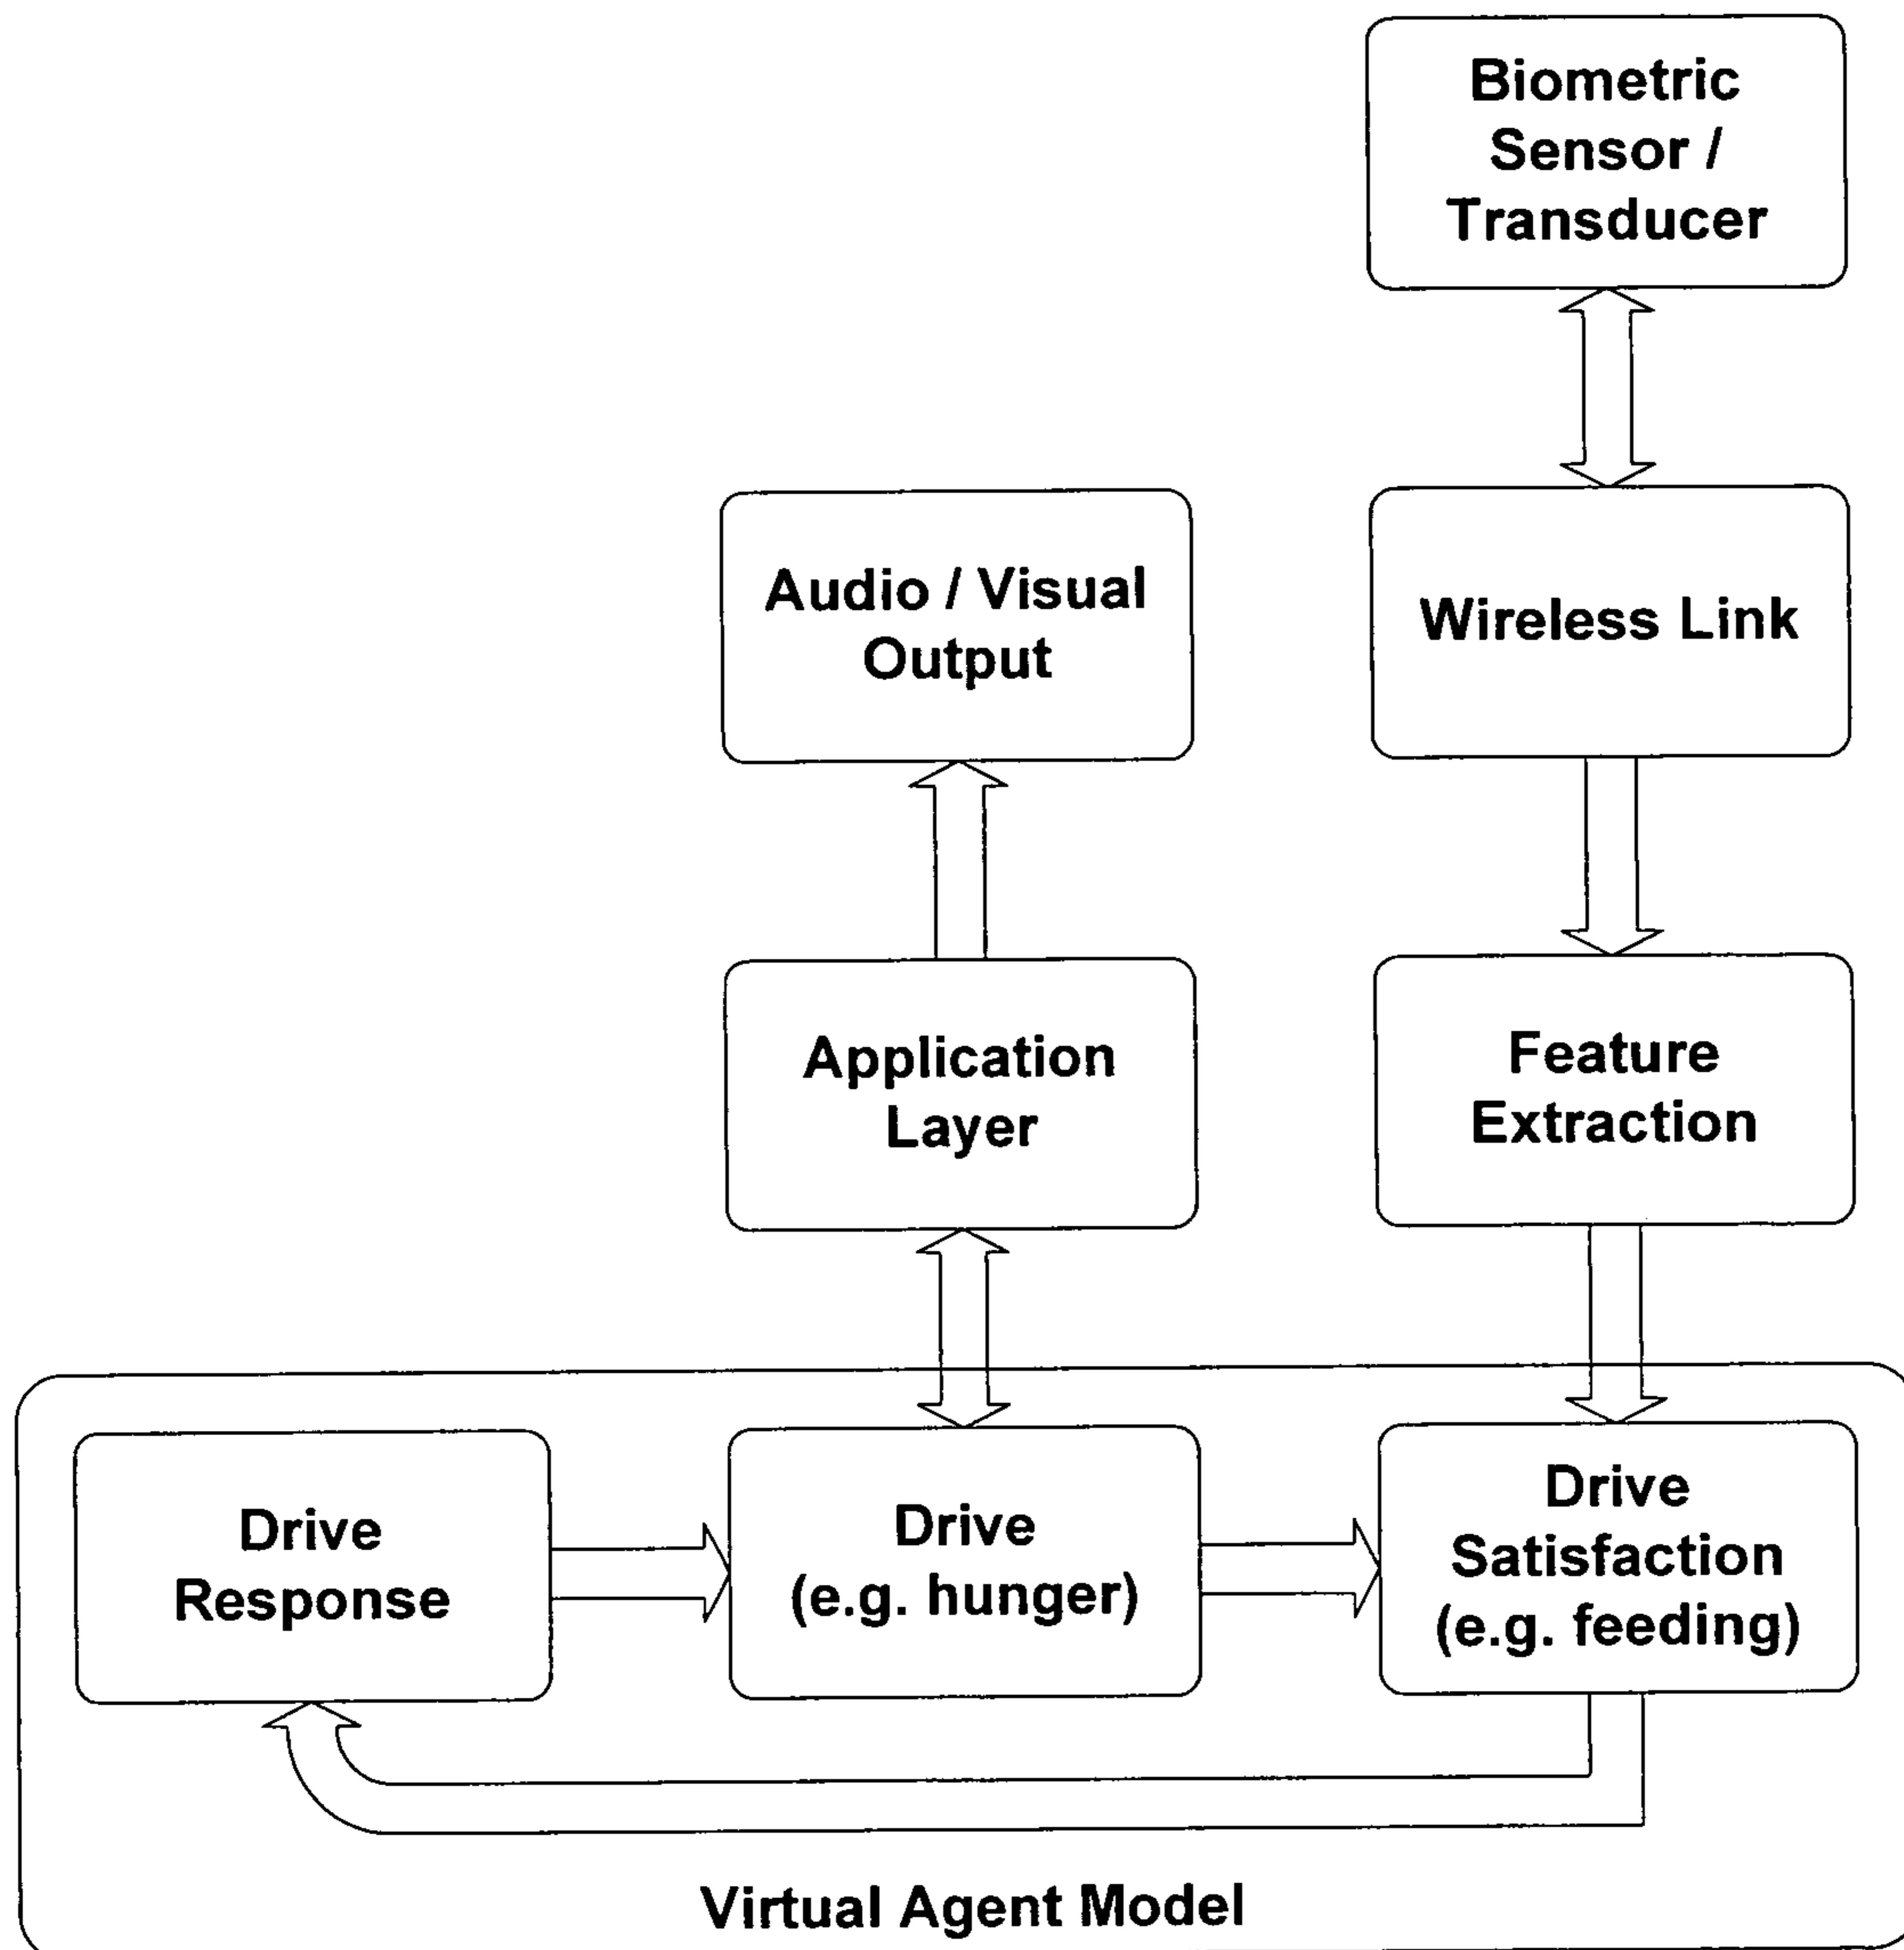 Biometric
Sensor /
Transducer
Audio / Visual
Output
Wireless Link
Application
Layer
Feature
Extraction
Drive
Response
Drive
(e.g. hunger)
Drive
Satisfaction
(e.g. feeding)
Virtual Agent Model